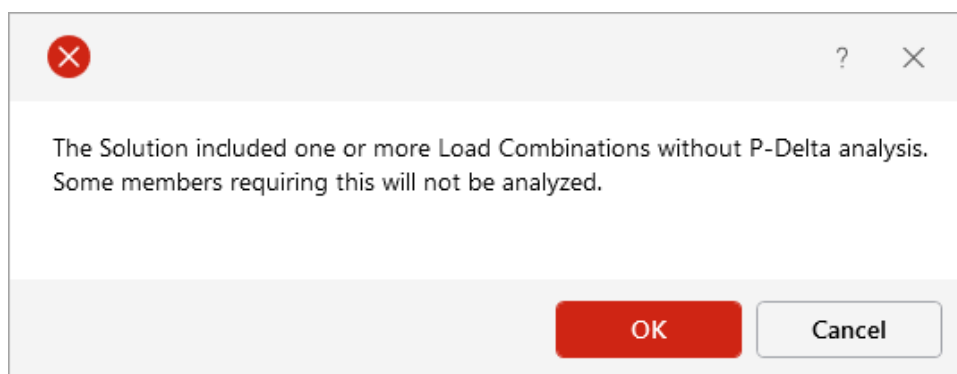 ?
The Solution included one or more Load Combinations without P-Delta analysis.
Some members requiring this will not be analyzed.
OK
Cancel